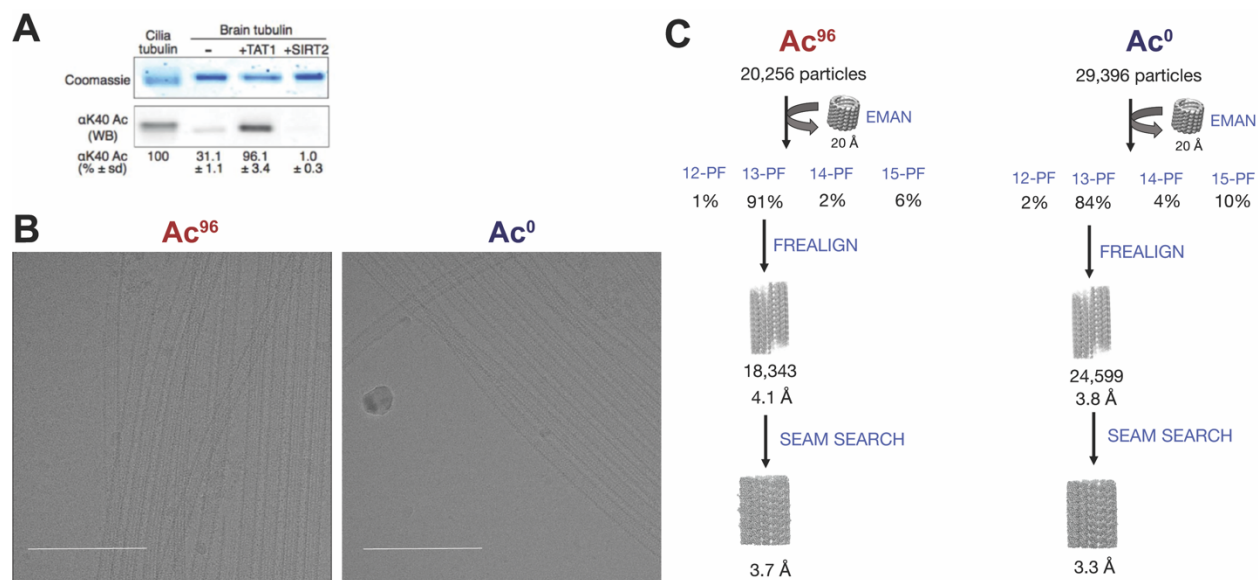 A
Cilia tubulin
Brain tubulin
– +TAT1 +SIRT2
Coomassie
αK40 Ac
(WB)
αK40 Ac 100 31.1 96.1 1.0
(% ± sd) ± 1.1 ± 3.4 ± 0.3
B
Ac⁹⁶
Ac⁰
C
Ac⁹⁶
20,256 particles
EMAN
20 Å
12-PF 13-PF 14-PF 15-PF
1% 91% 2% 6%
FREALIGN
18,343
4.1 Å
SEAM SEARCH
3.7 Å
Ac⁰
29,396 particles
EMAN
20 Å
12-PF 13-PF 14-PF 15-PF
2% 84% 4% 10%
FREALIGN
24,599
3.8 Å
SEAM SEARCH
3.3 Å